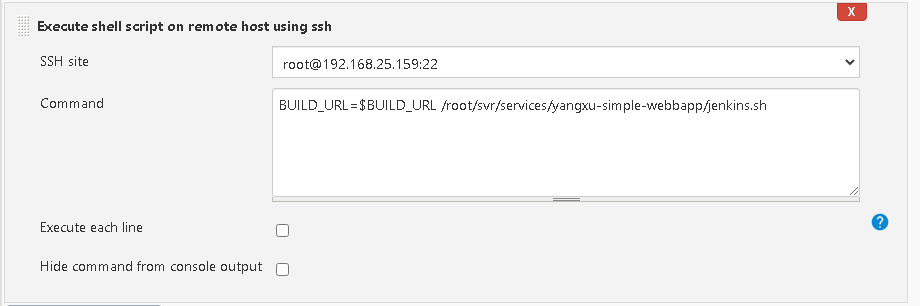 X
Execute shell script on remote host using ssh
SSH site
root@192.168.25.159:22
Command
BUILD_URL=$BUILD_URL /root/svr/services/yangxu-simple-webapp/jenkins.sh
Execute each line
?
Hide command from console output